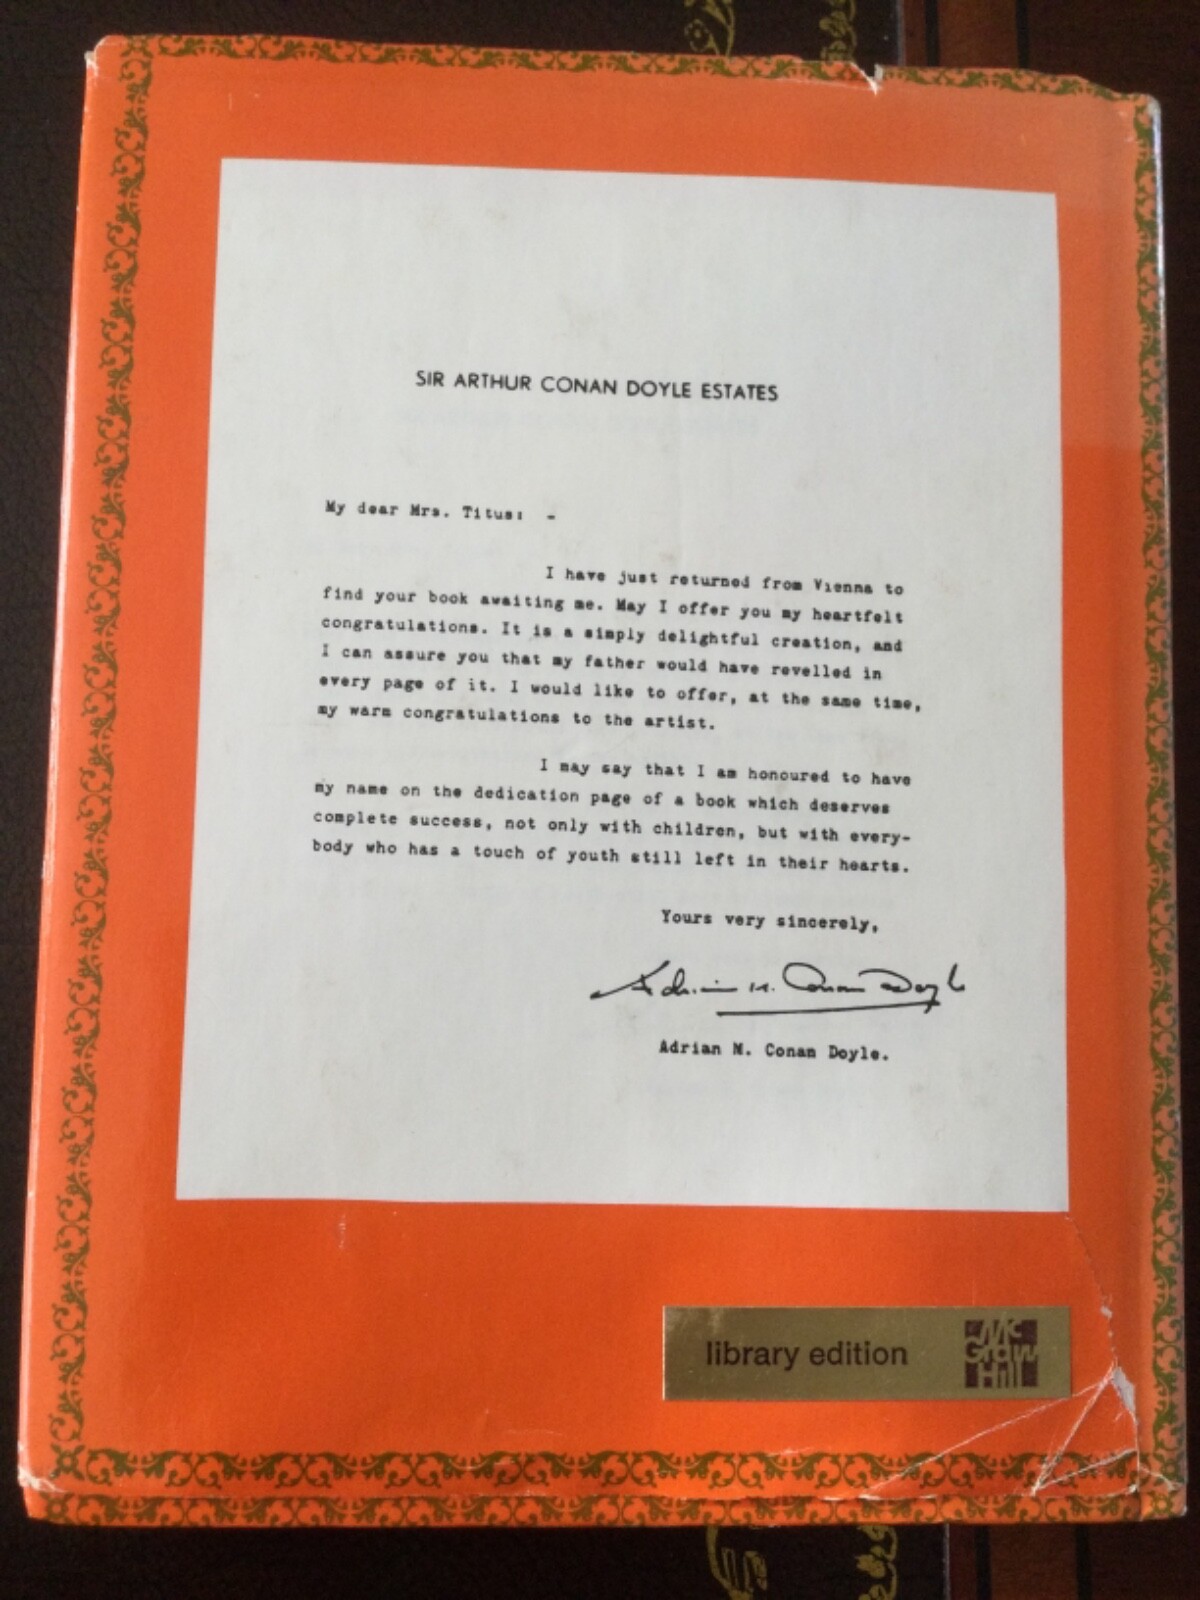 SIR ARTHUR CONAN DOYLE ESTATES
My dear Mrs. Titus: -
I have just returned from Vienna to
find your book awaiting me. May I offer you my heartfelt
congratulations. It is a simply delightful creation, and
I can assure you that my father would have revelled in
every page of it. I would like to offer, at the same time,
my warm congratulations to the artist.
I may say that I am honoured to have
my name on the dedication page of a book which deserves
complete success, not only with children, but with every-
body who has a touch of youth still left in their hearts.
Yours very sincerely,
Adrian M. Conan Doyle
Adrian M. Conan Doyle.
library edition
Mc
Graw
Hill